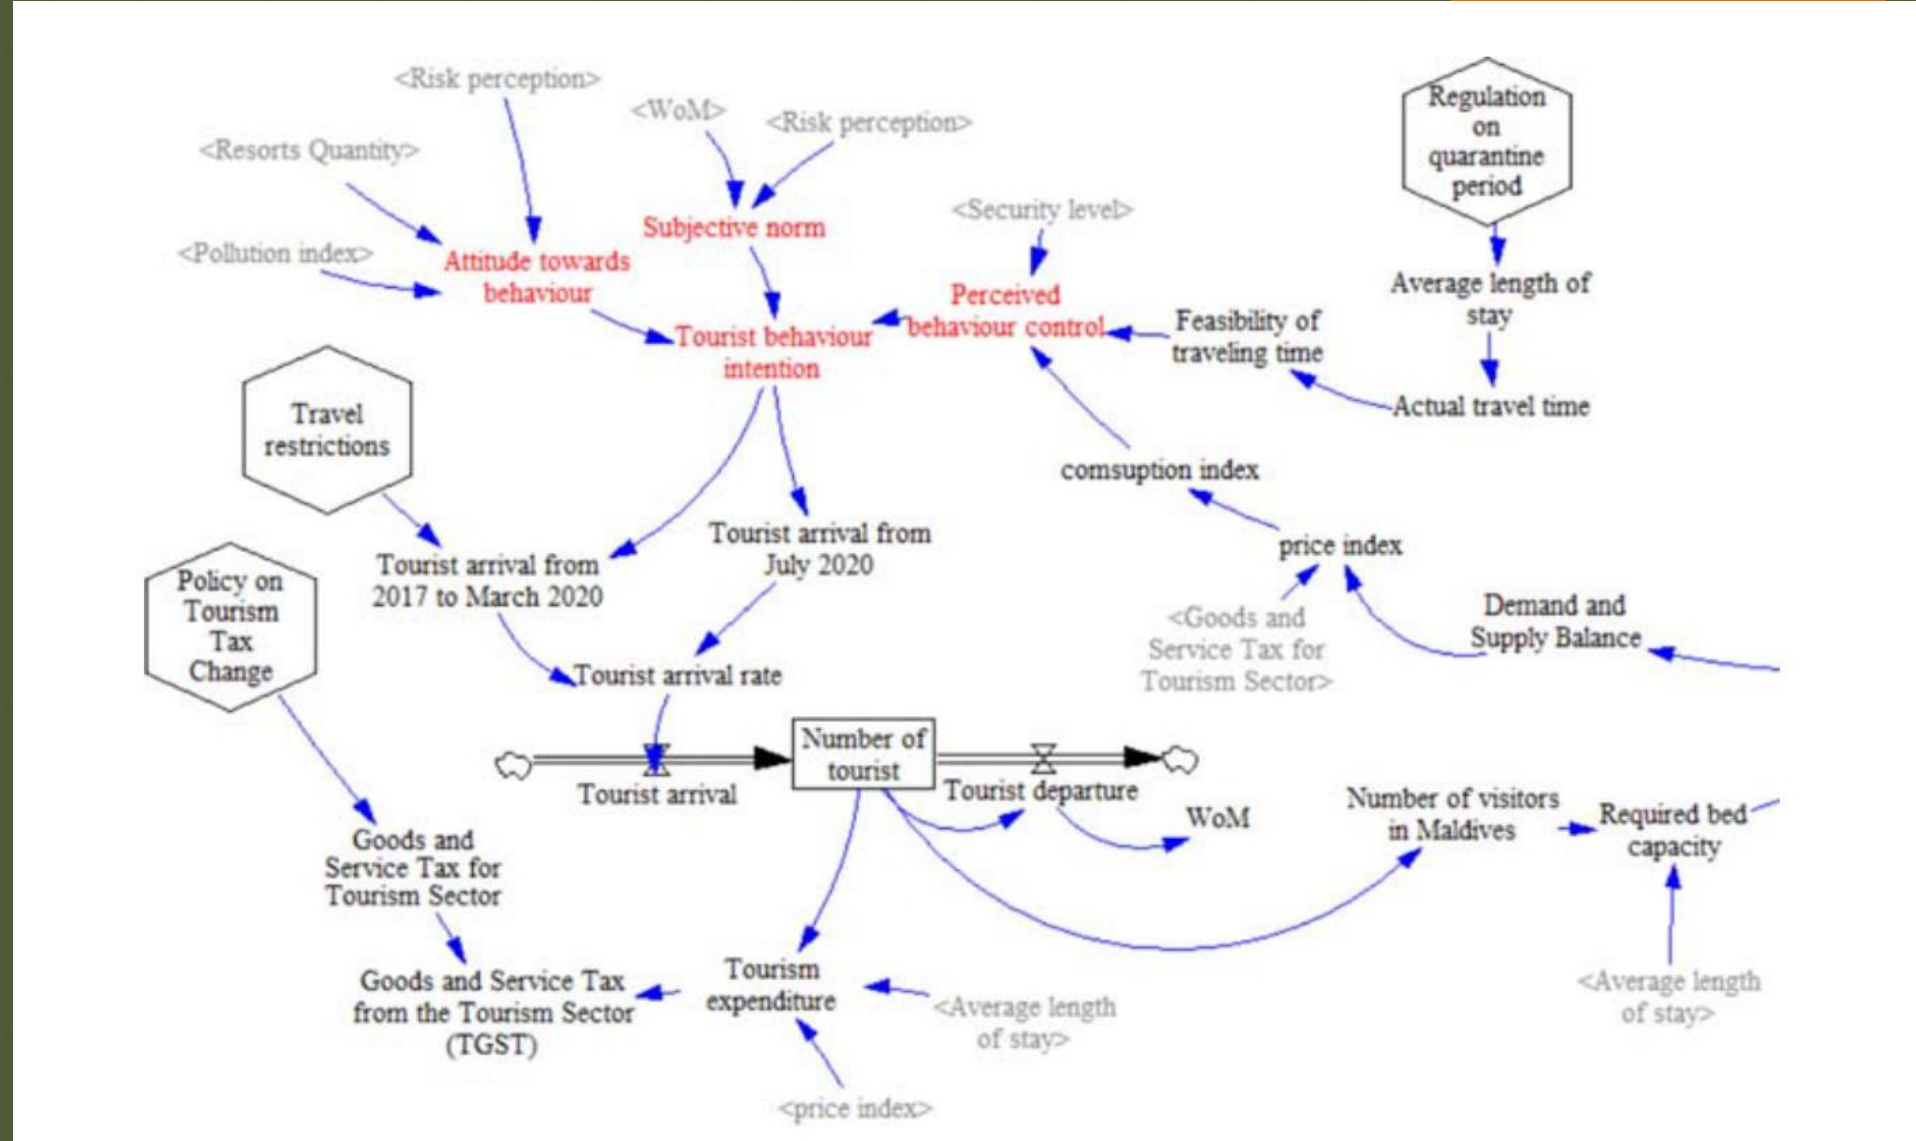 <Risk perception>
<WoM>
<Risk perception>
<Resorts Quantity>
<Pollution index>
Attitude towards
behaviour
Subjective norm
<Security level>
Perceived
behaviour control
Tourist behaviour
intention
Regulation
on
quarantine
period
Average length of
stay
Feasibility of
traveling time
Actual travel time
Travel
restrictions
comsuption index
Tourist arrival from
July 2020
Tourist arrival from
2017 to March 2020
price index
Policy on
Tourism
Tax
Change
<Goods and
Service Tax for
Tourism Sector>
Demand and
Supply Balance
Tourist arrival rate
Number of
tourist
Tourist arrival
Tourist departure
WoM
Number of visitors
in Maldives
Required bed
capacity
Goods and
Service Tax for
Tourism Sector
Goods and Service Tax
from the Tourism Sector
(TGST)
Tourism
expenditure
<Average length
of stay>
<Average length
of stay>
<price index>